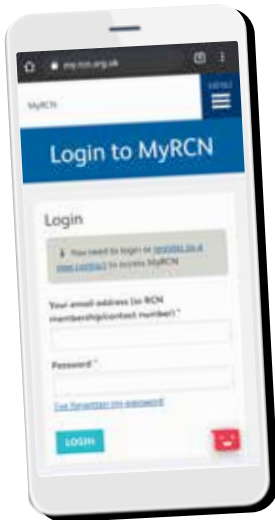 my.rcn.org.uk
MyRCN
MENU
Login to MyRCN
Login
You need to login or register as a
new contact to access MyRCN
Your email address (or RCN
membership/contact number) *
Password *
I've forgotten my password
LOGIN